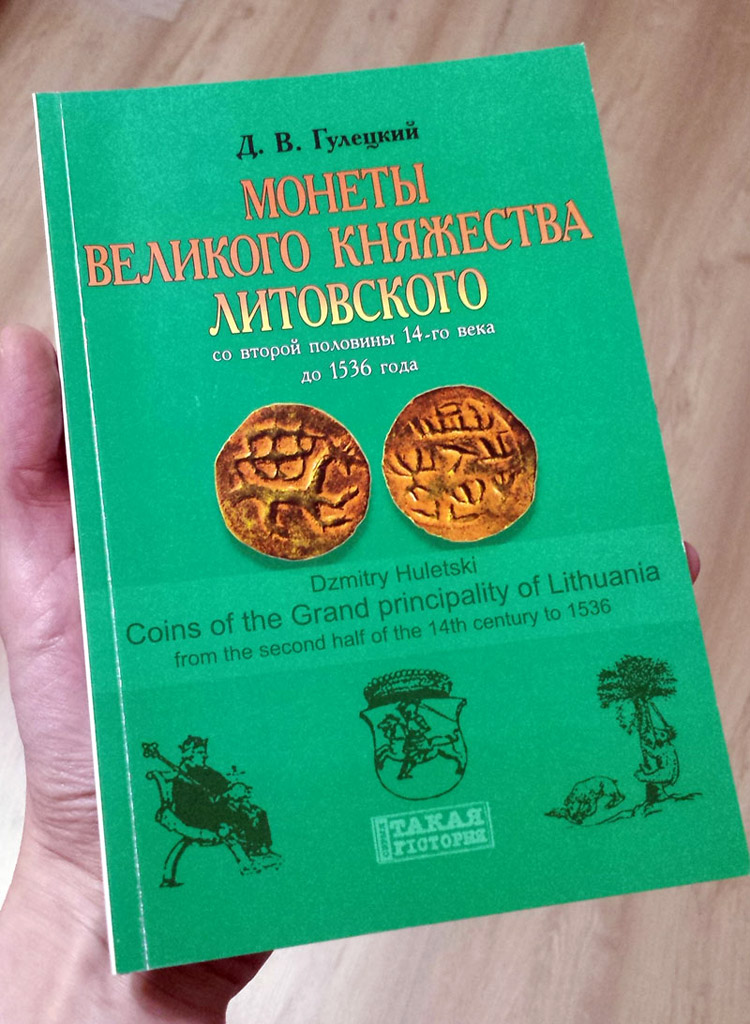 Д. В. Гулецкий
МОНЕТЫ
ВЕЛИКОГО КНЯЖЕСТВА
ЛИТОВСКОГО
со второй половины 14-го века
до 1536 года
Dzmitry Huletski
Coins of the Grand principality of Lithuania
from the second half of the 14th century to 1536
ТАКАЯ
ГІСТОРИЯ